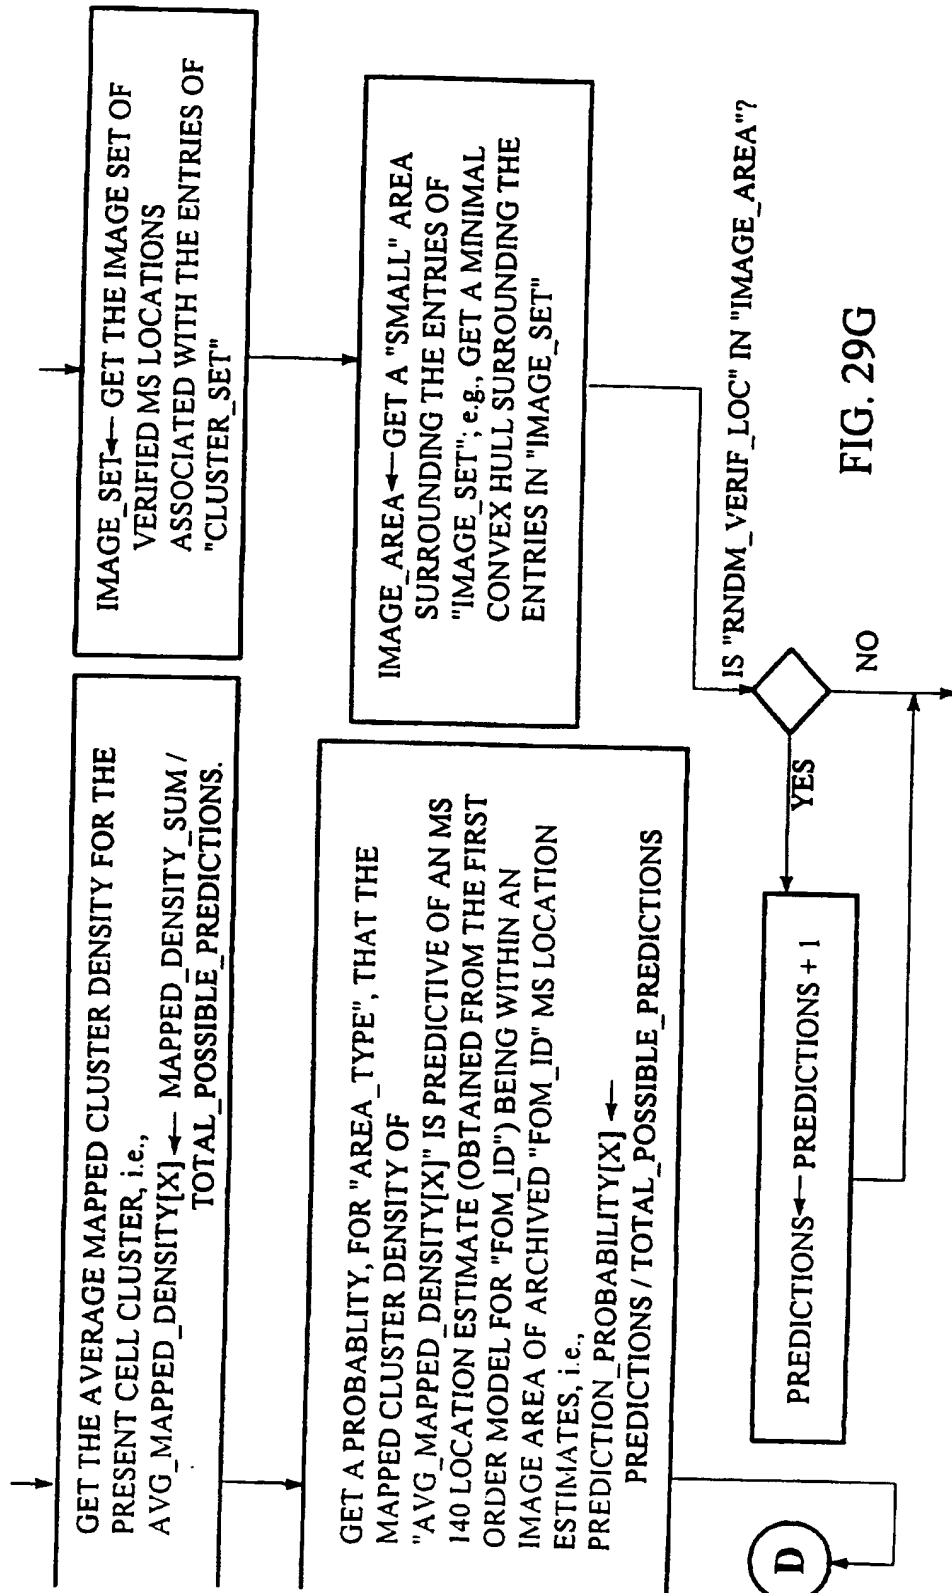 GET THE AVERAGE MAPPED CLUSTER DENSITY FOR THE
PRESENT CELL CLUSTER, i.e.,
AVG_MAPPED_DENSITY[X] ← MAPPED_DENSITY_SUM /
TOTAL_POSSIBLE_PREDICTIONS.
GET A PROBABLITY, FOR "AREA_TYPE", THAT THE
MAPPED CLUSTER DENSITY OF
"AVG_MAPPED_DENSITY[X]" IS PREDICTIVE OF AN MS
140 LOCATION ESTIMATE (OBTAINED FROM THE FIRST
ORDER MODEL FOR "FOM_ID") BEING WITHIN AN
IMAGE AREA OF ARCHIVED "FOM_ID" MS LOCATION
ESTIMATES, i.e.,
PREDICTION_PROBABILITY[X] ←
PREDICTIONS / TOTAL_POSSIBLE_PREDICTIONS
D
IMAGE_SET ← GET THE IMAGE SET OF
VERIFIED MS LOCATIONS
ASSOCIATED WITH THE ENTRIES OF
"CLUSTER_SET"
IMAGE_AREA ← GET A "SMALL" AREA
SURROUNDING THE ENTRIES OF
"IMAGE_SET"; e.g., GET A MINIMAL
CONVEX HULL SURROUNDING THE
ENTRIES IN "IMAGE_SET"
IS "RNDM_VERIF_LOC" IN "IMAGE_AREA"?
YES
NO
PREDICTIONS ← PREDICTIONS + 1
FIG. 29G